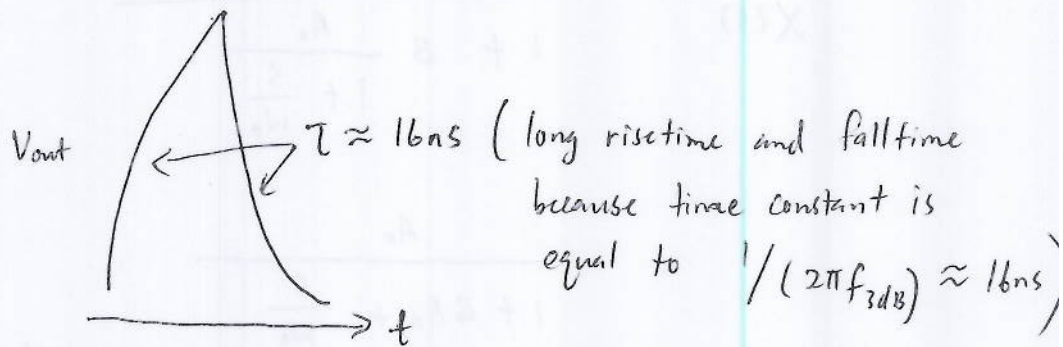 Vout
τ ≈ 16ns ( long risetime and falltime
because time constant is
equal to 1/(2πf3dB) ≈ 16ns )
t